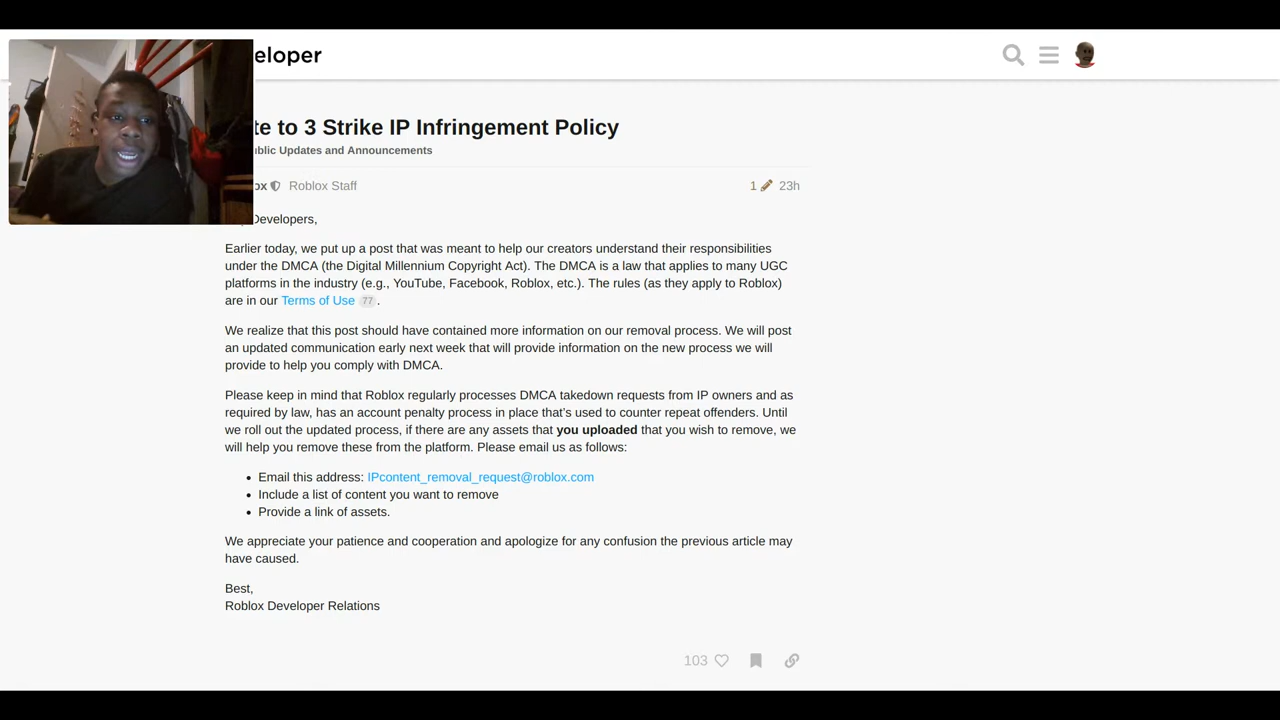 eloper
te to 3 Strike IP Infringement Policy
ublic Updates and Announcements
ox Roblox Staff
1 23h
Developers,
Earlier today, we put up a post that was meant to help our creators understand their responsibilities
under the DMCA (the Digital Millennium Copyright Act). The DMCA is a law that applies to many UGC
platforms in the industry (e.g., YouTube, Facebook, Roblox, etc.). The rules (as they apply to Roblox)
are in our Terms of Use 77 .
We realize that this post should have contained more information on our removal process. We will post
an updated communication early next week that will provide information on the new process we will
provide to help you comply with DMCA.
Please keep in mind that Roblox regularly processes DMCA takedown requests from IP owners and as
required by law, has an account penalty process in place that’s used to counter repeat offenders. Until
we roll out the updated process, if there are any assets that you uploaded that you wish to remove, we
will help you remove these from the platform. Please email us as follows:
• Email this address: IPcontent_removal_request@roblox.com
• Include a list of content you want to remove
• Provide a link of assets.
We appreciate your patience and cooperation and apologize for any confusion the previous article may
have caused.
Best,
Roblox Developer Relations
103